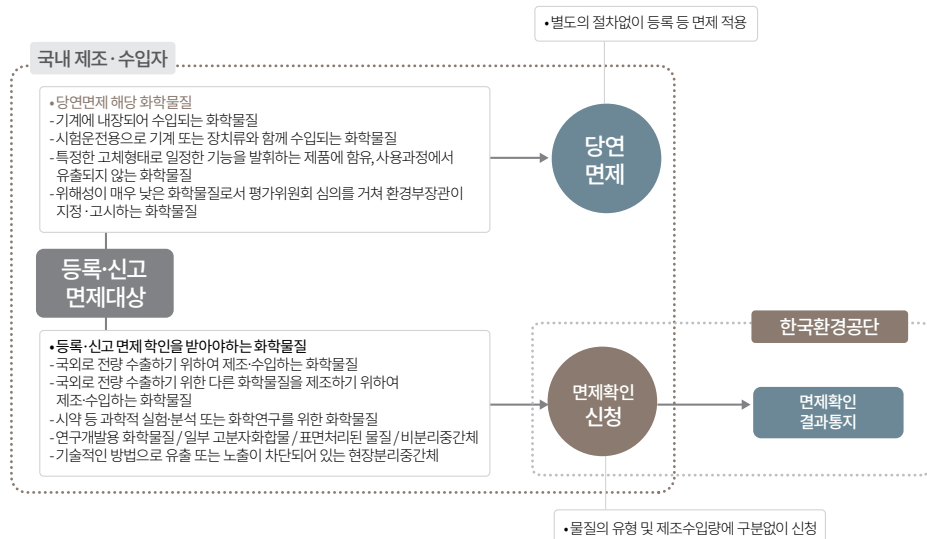 •별도의 절차없이 등록 등 면제 적용
국내 제조·수입자
•당연면제 해당 화학물질
-기계에 내장되어 수입되는 화학물질
-시험운전용으로 기계 또는 장치류와 함께 수입되는 화학물질
-특정한 고체형태로 일정한 기능을 발휘하는 제품에 함유,사용과정에서
유출되지 않는 화학물질
-위해성이 매우 낮은 화학물질로서 평가위원회 심의를 거쳐 환경부장관이
지정·고시하는 화학물질
당연
면제
등록·신고
면제대상
•등록·신고 면제 학인을 받아야하는 화학물질
-국외로 전량 수출하기 위하여 제조·수입하는 화학물질
-국외로 전량 수출하기 위한 다른 화학물질을 제조하기 위하여
제조·수입하는 화학물질
-시약 등 과학적 실험·분석 또는 화학연구를 위한 화학물질
-연구개발용 화학물질/일부 고분자화합물/표면처리된 물질/비분리중간체
-기술적인 방법으로 유출 또는 노출이 차단되어 있는 현장분리중간체
면제확인
신청
한국환경공단
면제확인
결과통지
•물질의 유형 및 제조수입량에 구분없이 신청